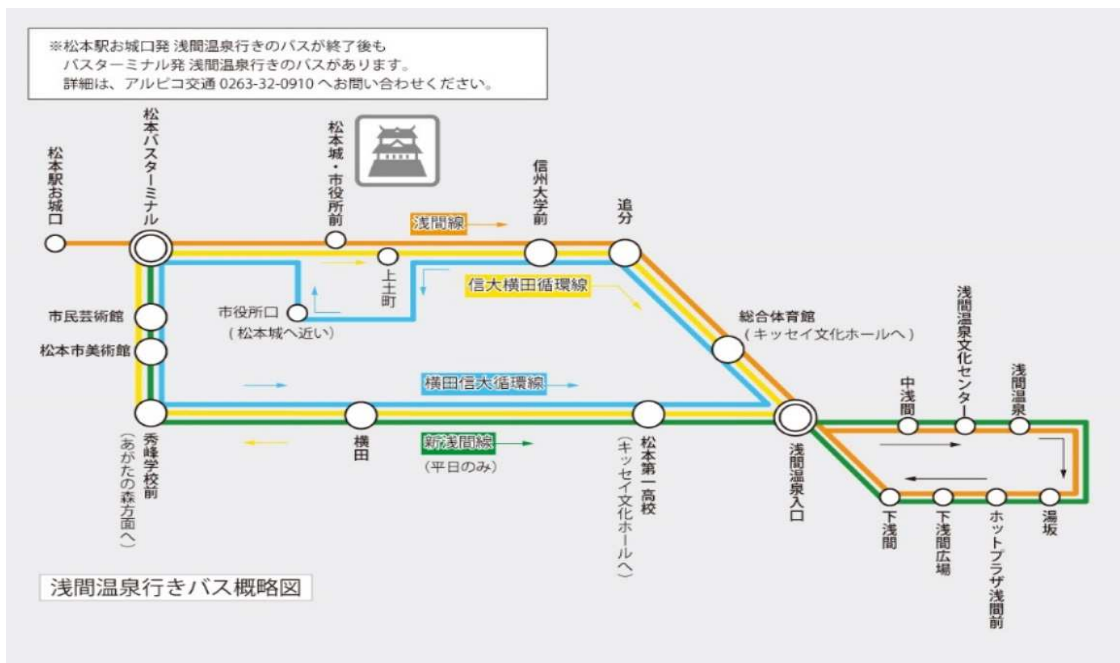 ※松本駅お城口発 浅間温泉行きのバスが終了後も
バスターミナル発 浅間温泉行きのバスがあります。
詳細は、アルピコ交通 0263-32-0910 へお問い合わせください。
松本駅お城口
松本バスターミナル
松本城・市役所前
信州大学前
追分
浅間線
上土町
信大横田循環線
市民芸術館
市役所口
(松本城へ近い)
松本市美術館
総合体育館
(キッセイ文化ホールへ)
中浅間
浅間温泉文化センター
浅間温泉
横田信大循環線
秀峰学校前
(あがたの森方面へ)
横田
新浅間線
(平日のみ)
松本第一高校
(キッセイ文化ホールへ)
浅間温泉入口
下浅間
下浅間広場
ホットプラザ浅間前
湯坂
浅間温泉行きバス概略図